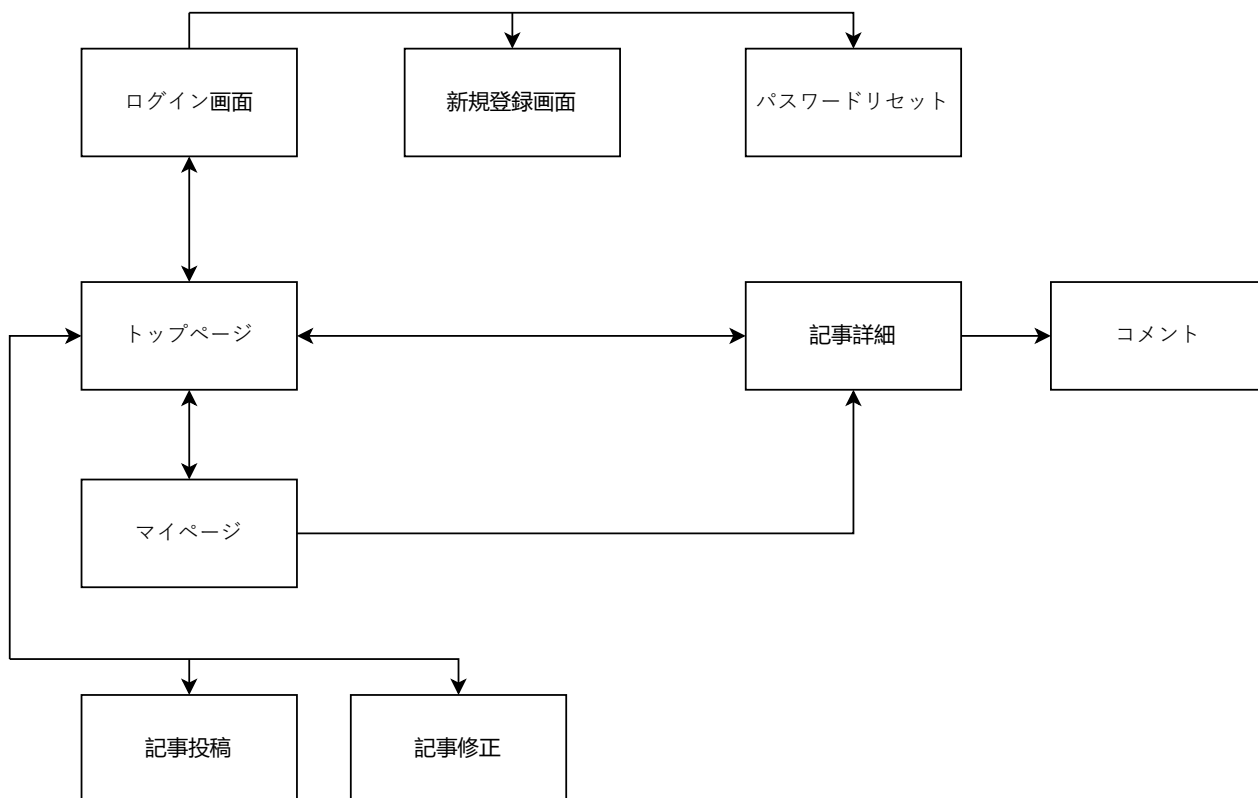 ログイン画面
新規登録画面
パスワードリセット
トップページ
記事詳細
コメント
マイページ
記事投稿
記事修正